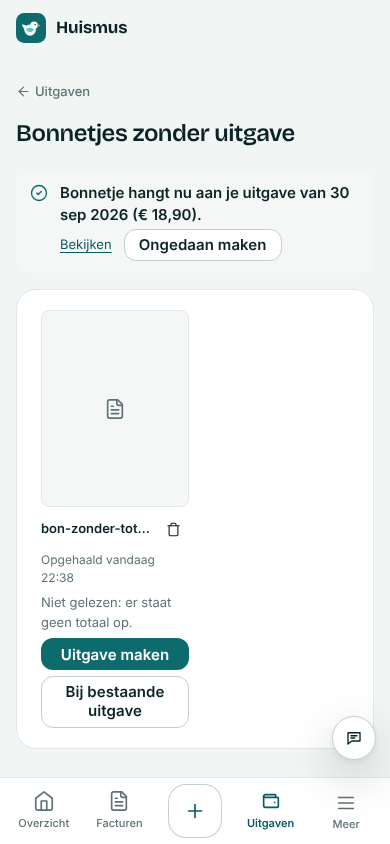 Huismus
← Uitgaven
Bonnetjes zonder uitgave
Bonnetje hangt nu aan je uitgave van 30
sep 2026 (€ 18,90).
Bekijken
Ongedaan maken
bon-zonder-tot...
Opgehaald vandaag
22:38
Niet gelezen: er staat
geen totaal op.
Uitgave maken
Bij bestaande
uitgave
Overzicht
Facturen
Uitgaven
Meer